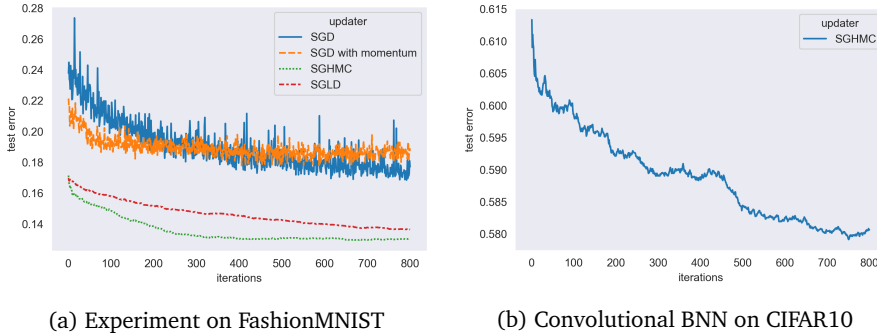 0.28
0.26
0.24
0.22
0.20
0.18
0.16
0.14
test error
0 100 200 300 400 500 600 700 800
iterations
updater
SGD
SGD with momentum
SGHMC
SGLD
(a) Experiment on FashionMNIST
0.615
0.610
0.605
0.600
0.595
0.590
0.585
0.580
test error
0 100 200 300 400 500 600 700 800
iterations
updater
SGHMC
(b) Convolutional BNN on CIFAR10